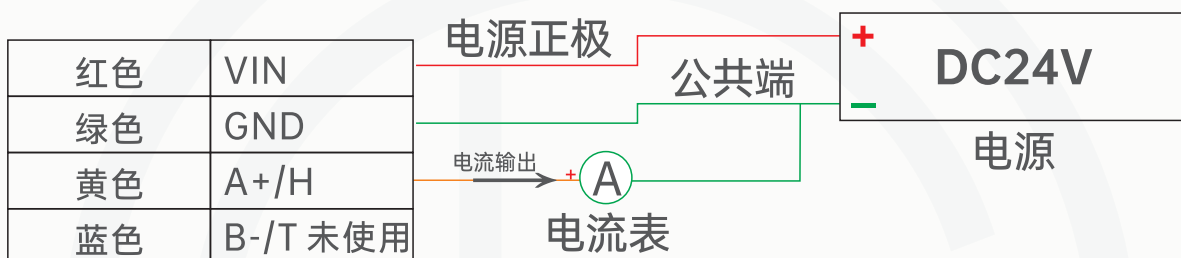 电源正极
+
DC24V
红色 VIN
公共端
绿色 GND
电源
电流输出
黄色 A+/H
+
A
电流表
蓝色 B-/T 未使用